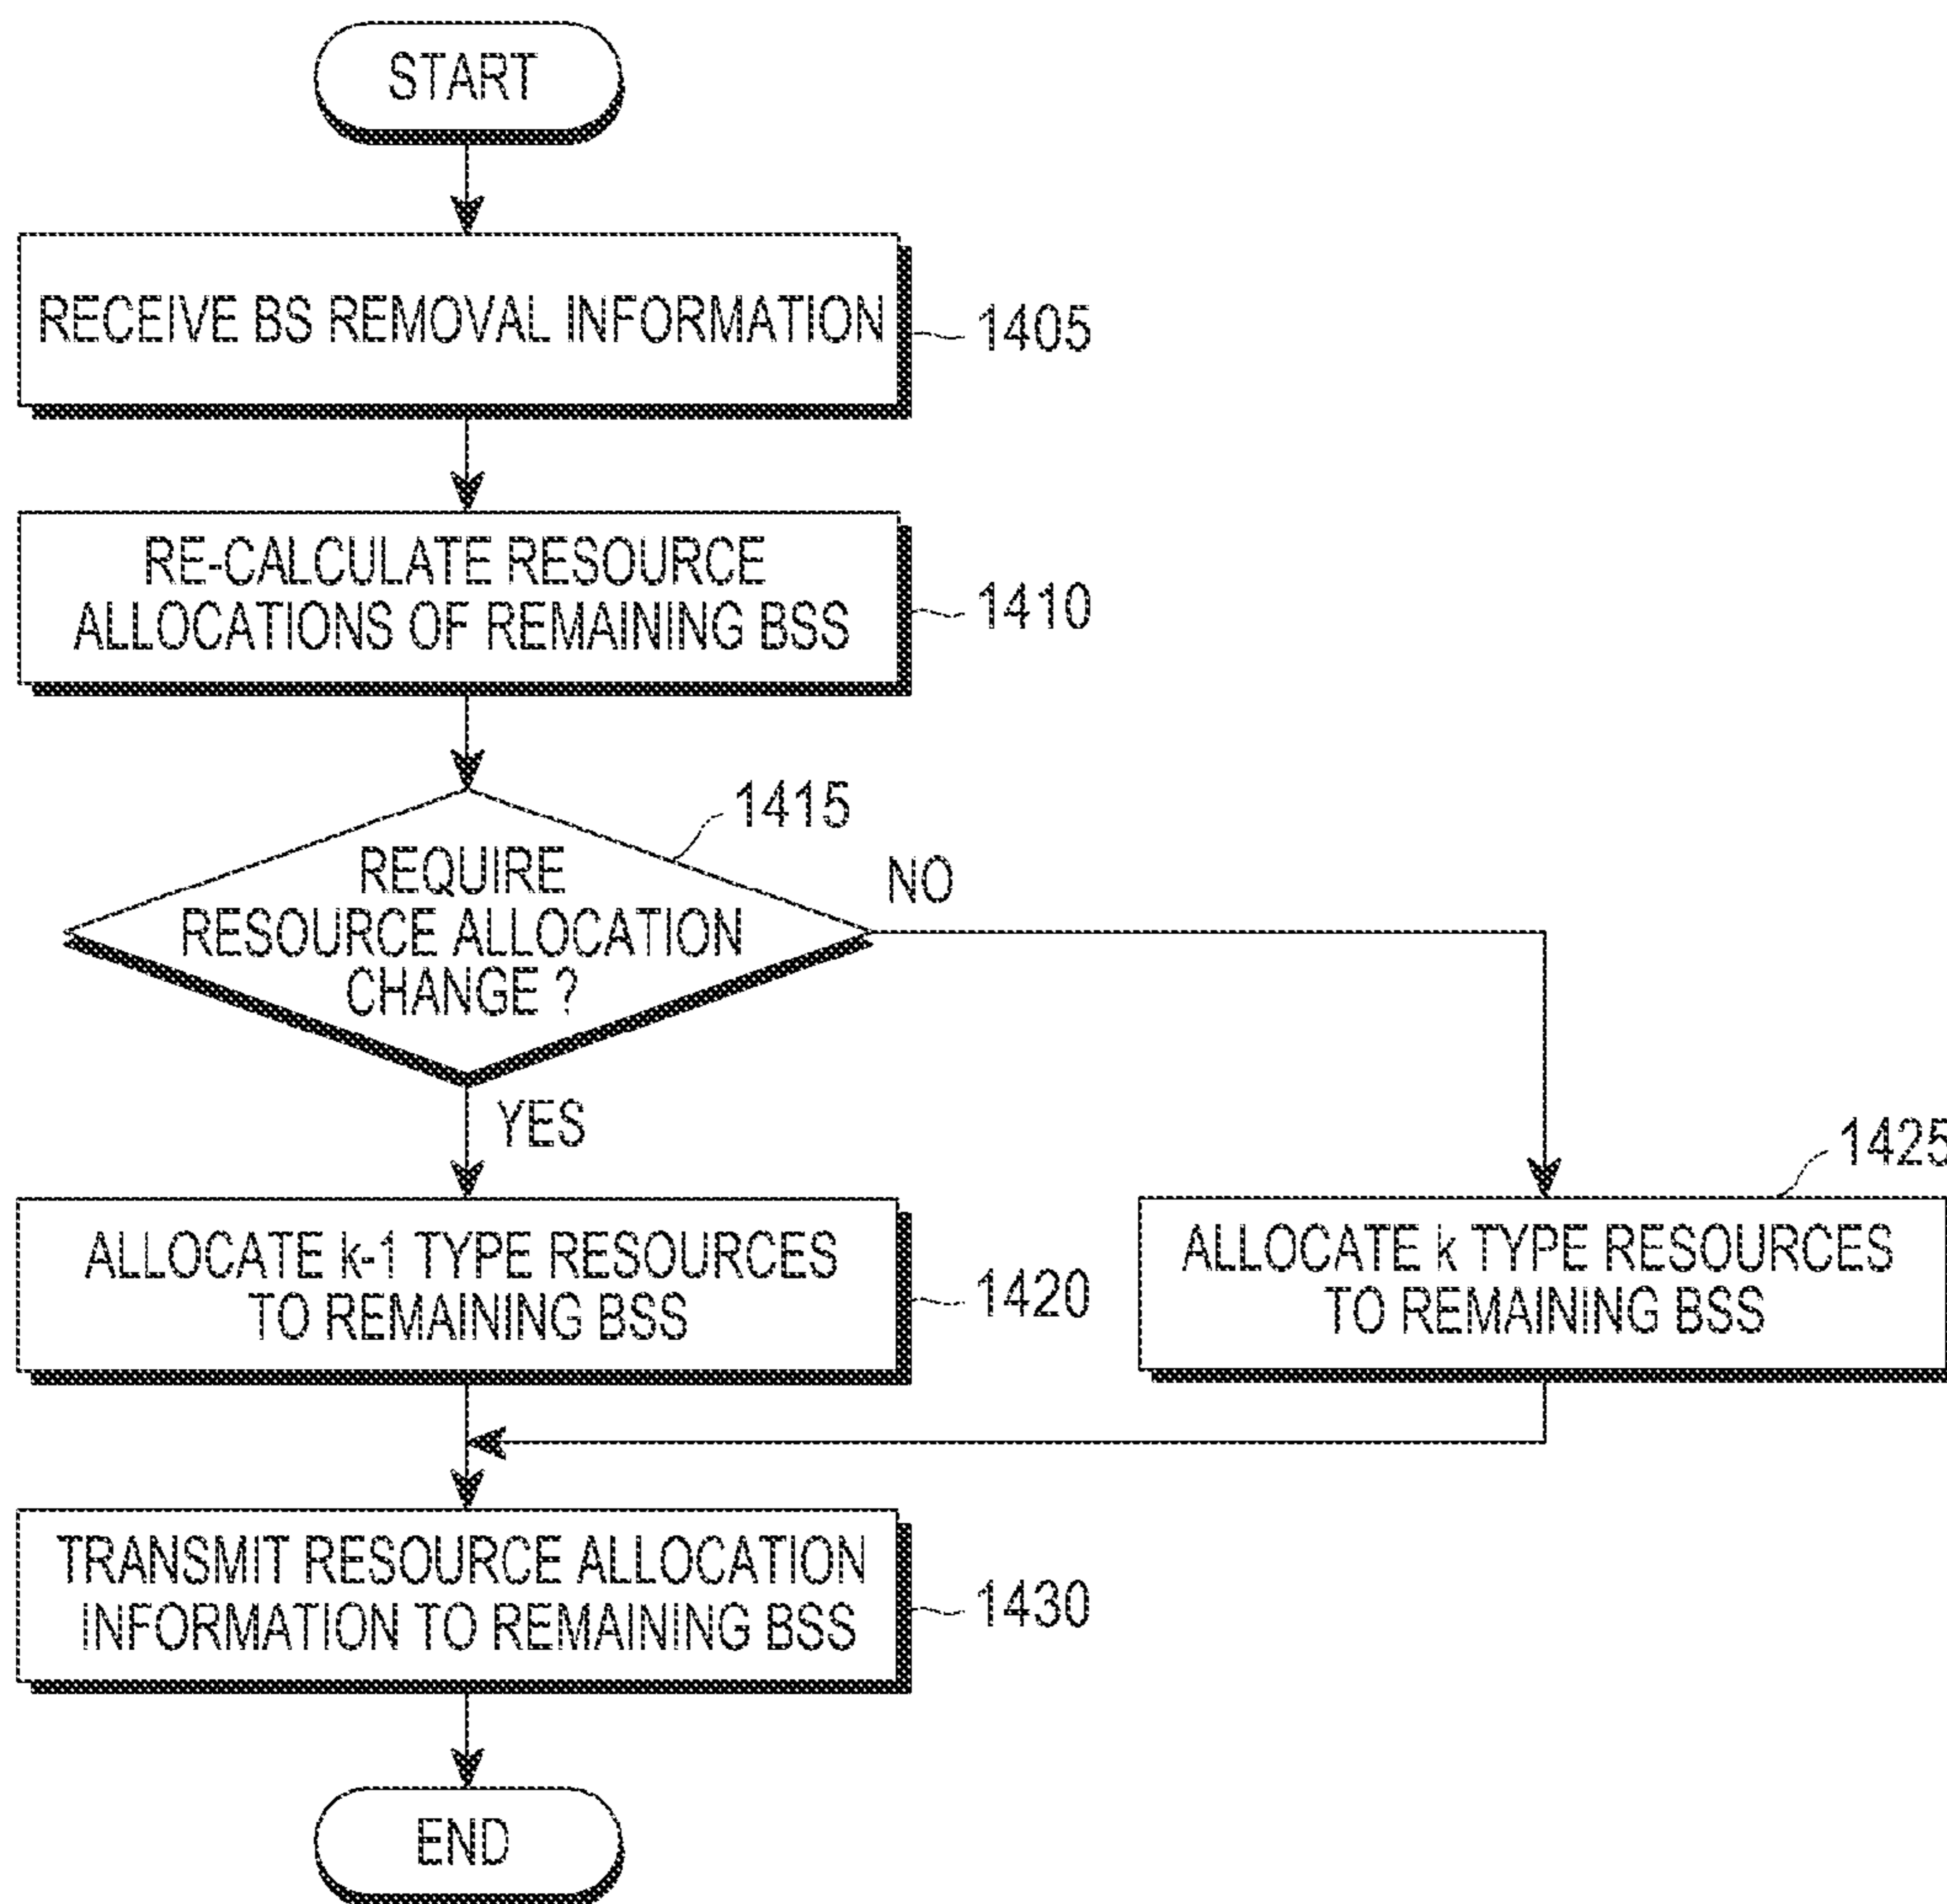 START
RECEIVE BS REMOVAL INFORMATION
1405
RE-CALCULATE RESOURCE
ALLOCATIONS OF REMAINING BSS
1410
1415
REQUIRE
RESOURCE ALLOCATION
CHANGE ?
NO
YES
ALLOCATE k-1 TYPE RESOURCES
TO REMAINING BSS
1420
1425
ALLOCATE k TYPE RESOURCES
TO REMAINING BSS
TRANSMIT RESOURCE ALLOCATION
INFORMATION TO REMAINING BSS
1430
END